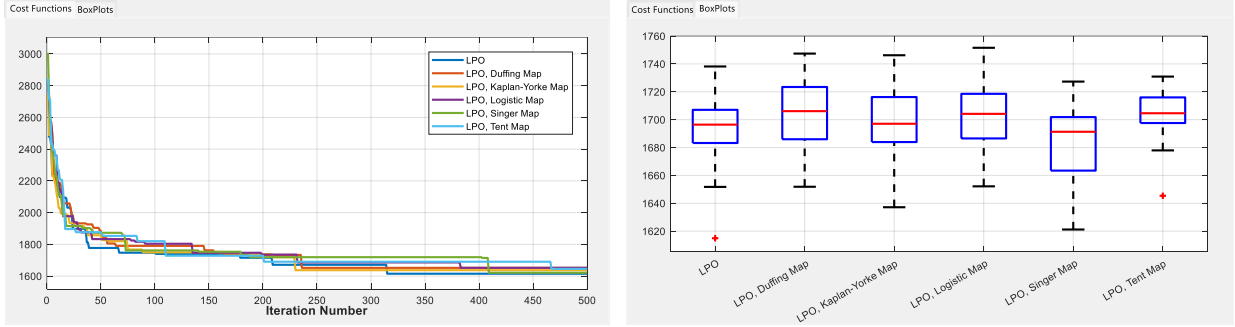 Cost Functions BoxPlots
3000
2800
2600
2400
2200
2000
1800
1600
LPO
LPO, Duffing Map
LPO, Kaplan-Yorke Map
LPO, Logistic Map
LPO, Singer Map
LPO, Tent Map
0 50 100 150 200 250 300 350 400 450 500
Iteration Number
Cost Functions BoxPlots
1760
1740
1720
1700
1680
1660
1640
1620
LPO
LPO, Duffing Map
LPO, Kaplan-Yorke Map
LPO, Logistic Map
LPO, Singer Map
LPO, Tent Map